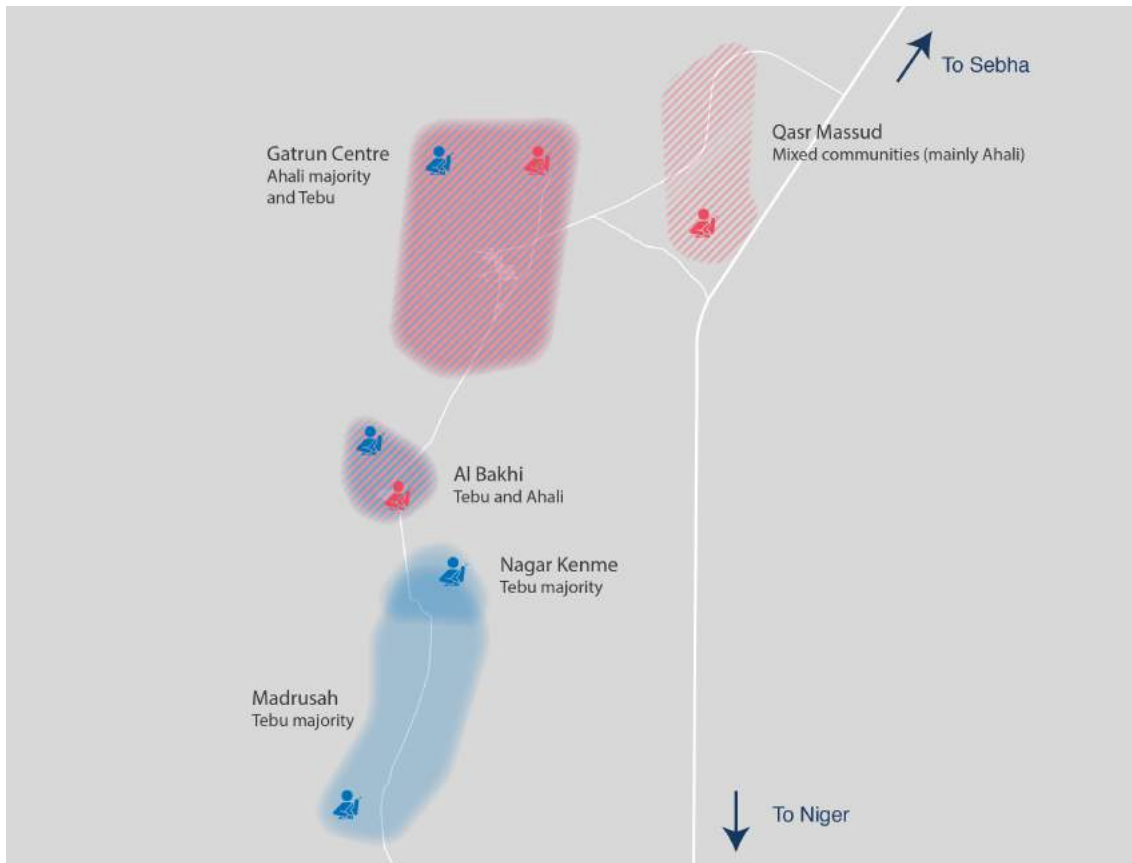 To Sebha
Qasr Massud
Mixed communities (mainly Ahali)
Gatrun Centre
Ahali majority
and Tebu
Al Bakhi
Tebu and Ahali
Nagar Kenme
Tebu majority
Madrusah
Tebu majority
To Niger